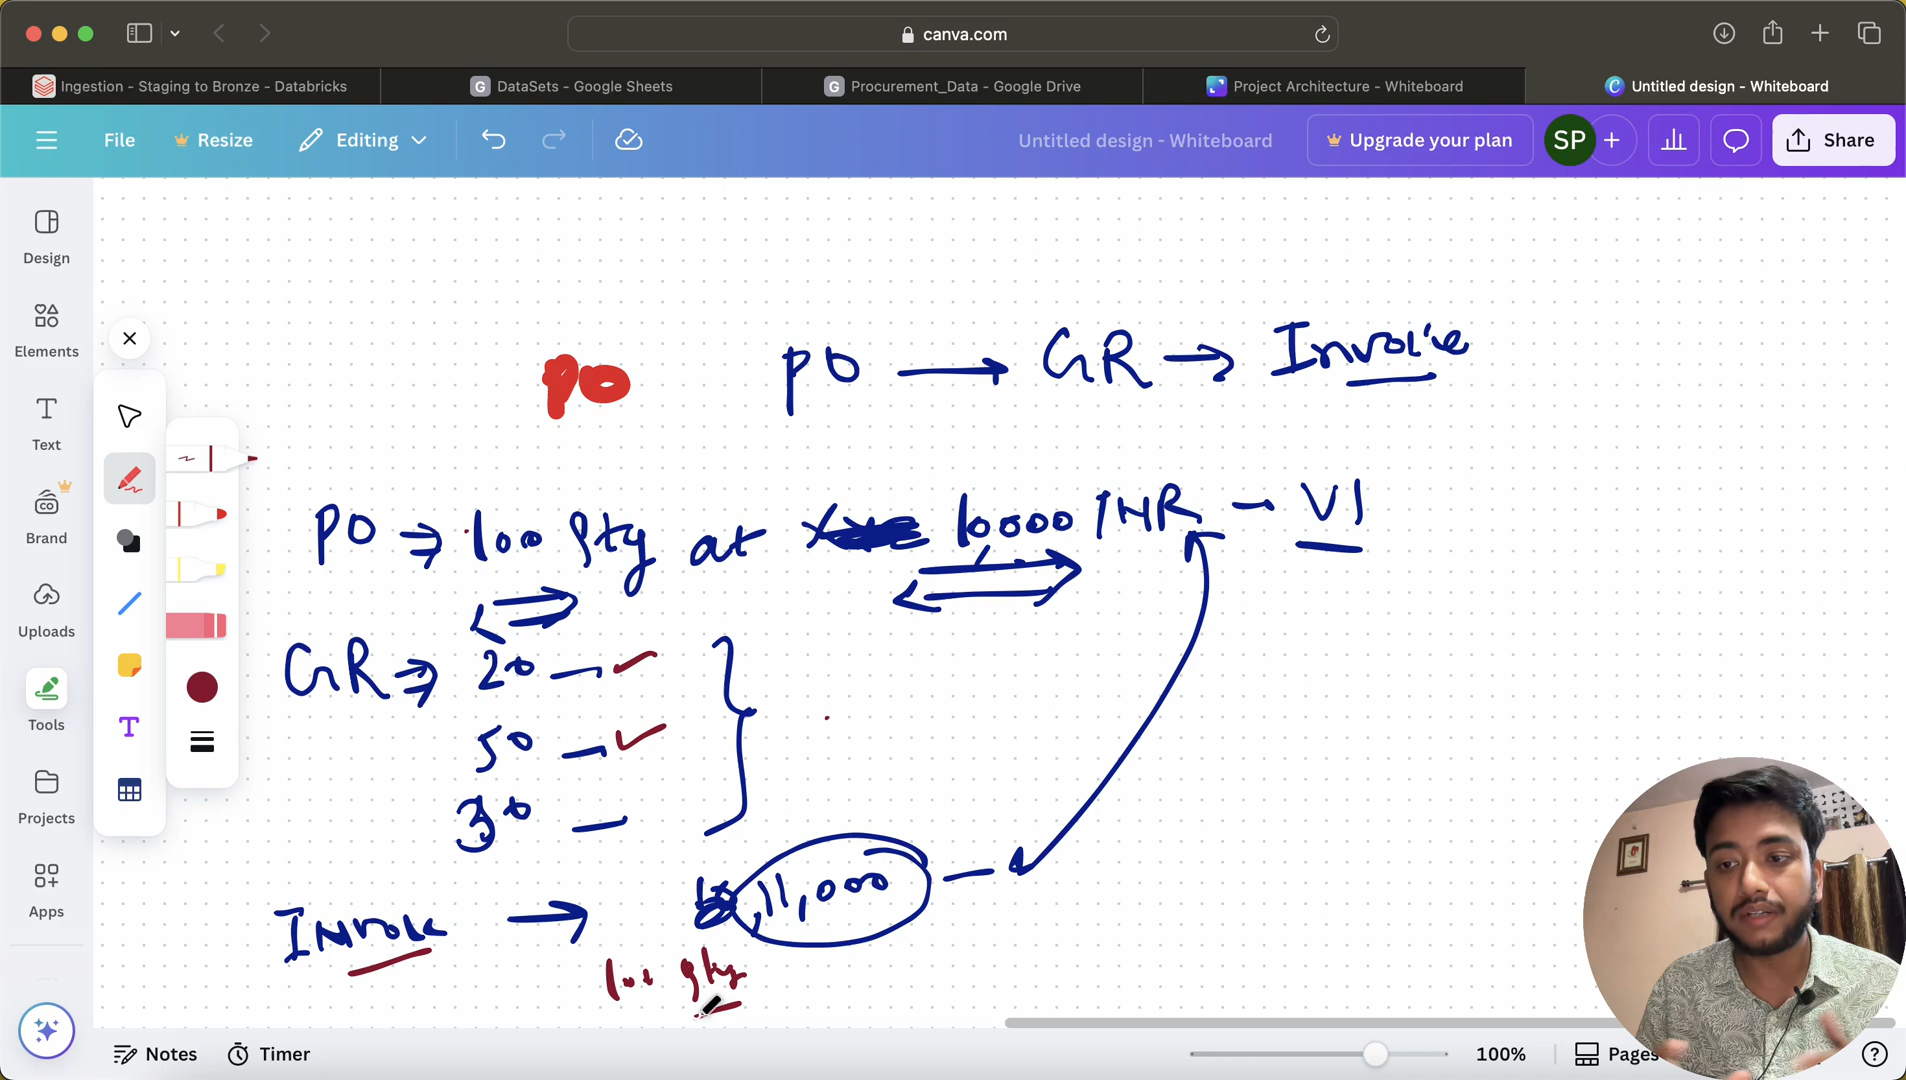 canva.com
Ingestion - Staging to Bronze - Databricks
G DataSets - Google Sheets
G Procurement_Data - Google Drive
Project Architecture - Whiteboard
C Untitled design - Whiteboard
File
Resize
Editing
Untitled design - Whiteboard
Upgrade your plan
SP
Share
Design
Elements
Text
Brand
Uploads
Tools
Projects
Apps
PO
PO → GR → Invoice
PO ⇒ 100 qty at 10000 INR - V1
GR ⇒ 20 - ✓
50 - ✓
30 -
Invoice → 11,000
100 qty
Notes
Timer
100%
Pages